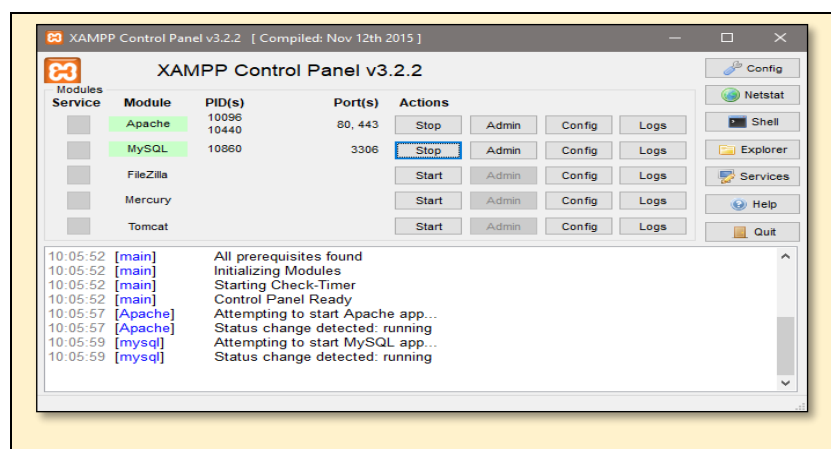 XAMPP Control Panel v3.2.2 [ Compiled: Nov 12th 2015 ]
XAMPP Control Panel v3.2.2
Config
Modules
Service Module PID(s) Port(s) Actions
Netstat
Apache 10096 10440 80, 443 Stop Admin Config Logs
Shell
MySQL 10860 3306 Stop Admin Config Logs
Explorer
FileZilla Start Admin Config Logs
Services
Mercury Start Admin Config Logs
Help
Tomcat Start Admin Config Logs
Quit
10:05:52 [main] All prerequisites found
10:05:52 [main] Initializing Modules
10:05:52 [main] Starting Check-Timer
10:05:52 [main] Control Panel Ready
10:05:57 [Apache] Attempting to start Apache app...
10:05:57 [Apache] Status change detected: running
10:05:59 [mysql] Attempting to start MySQL app...
10:05:59 [mysql] Status change detected: running